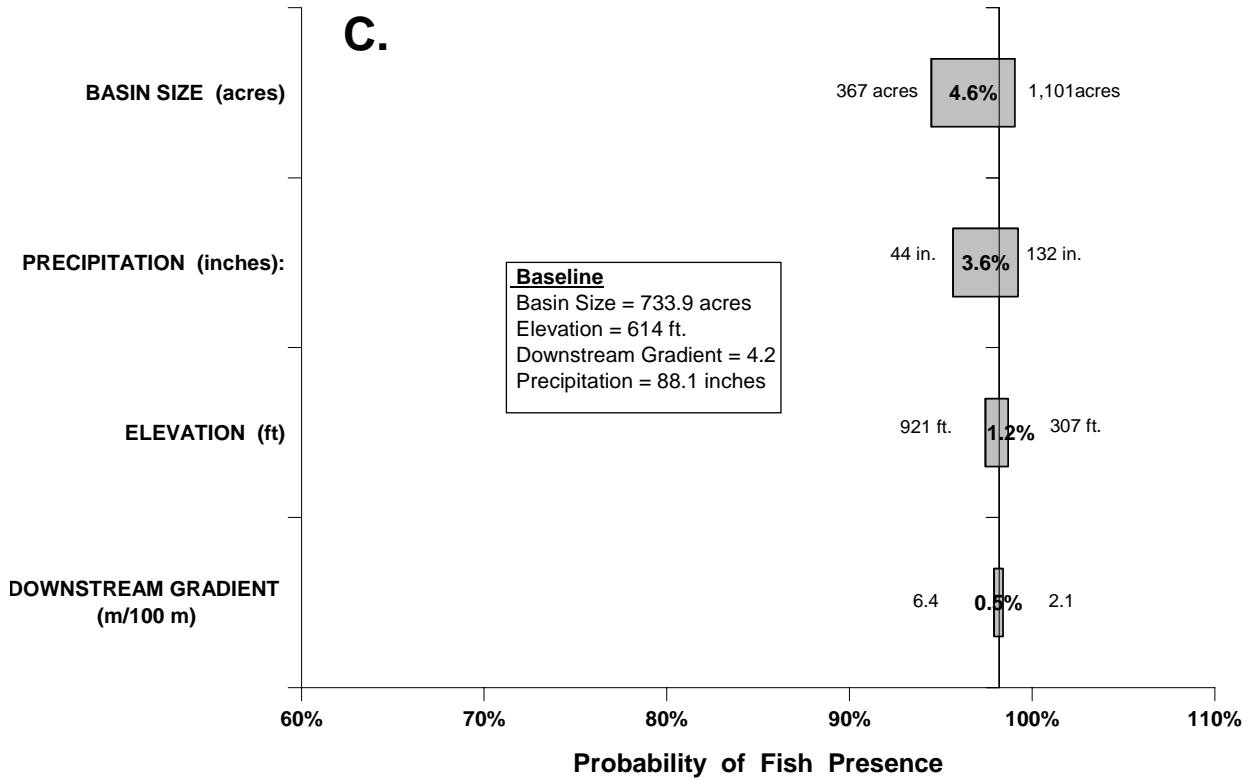 C.
BASIN SIZE (acres)
367 acres
4.6%
1,101acres
PRECIPITATION (inches):
44 in.
3.6%
132 in.
Baseline
Basin Size = 733.9 acres
Elevation = 614 ft.
Downstream Gradient = 4.2
Precipitation = 88.1 inches
ELEVATION (ft)
921 ft.
1.2%
307 ft.
DOWNSTREAM GRADIENT
(m/100 m)
6.4
0.5%
2.1
60%
70%
80%
90%
100%
110%
Probability of Fish Presence